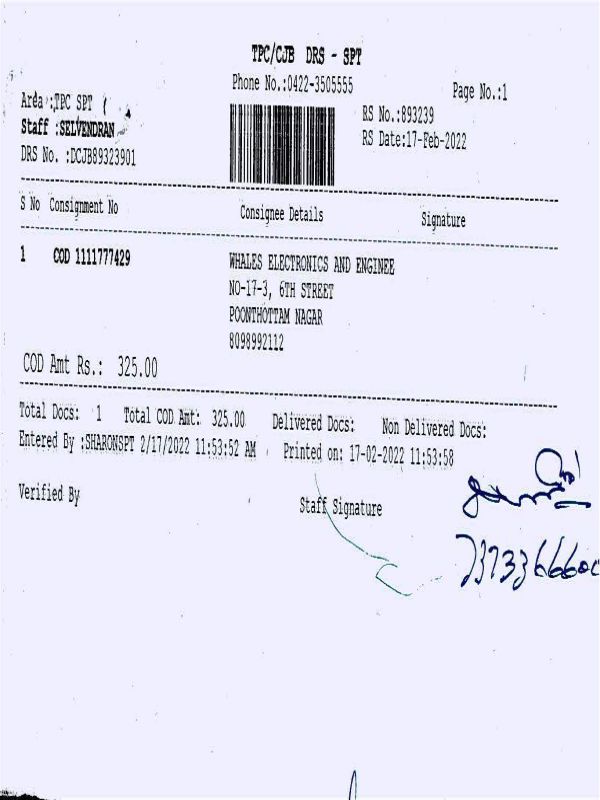 TPC/CJB DRS - SPT
Phone No.:0422-3505555
Page No.:1
Area :TPC SPT
RS No.:893239
Staff :SELVENDRAN
RS Date:17-Feb-2022
DRS No. :DCJB89323901
S No Consignment No Consignee Details Signature
1 COD 1111777429 WHALES ELECTRONICS AND ENGINEE
NO-17-3, 6TH STREET
POONTHOTTAM NAGAR
8098992112
COD Amt Rs.: 325.00
Total Docs: 1 Total COD Amt: 325.00 Delivered Docs: Non Delivered Docs:
Entered By :SHARONSPT 2/17/2022 11:53:52 AM Printed on: 17-02-2022 11:53:58
Verified By Staff Signature